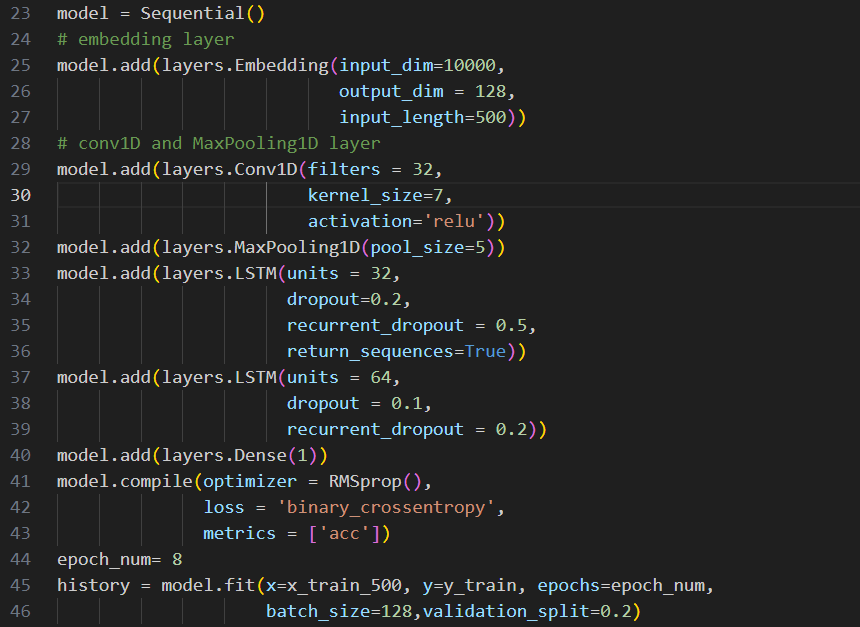 23 model = Sequential()
24 # embedding layer
25 model.add(layers.Embedding(input_dim=10000,
26 output_dim = 128,
27 input_length=500))
28 # conv1D and MaxPooling1D layer
29 model.add(layers.Conv1D(filters = 32,
30 kernel_size=7,
31 activation='relu'))
32 model.add(layers.MaxPooling1D(pool_size=5))
33 model.add(layers.LSTM(units = 32,
34 dropout=0.2,
35 recurrent_dropout = 0.5,
36 return_sequences=True))
37 model.add(layers.LSTM(units = 64,
38 dropout = 0.1,
39 recurrent_dropout = 0.2))
40 model.add(layers.Dense(1))
41 model.compile(optimizer = RMSprop(),
42 loss = 'binary_crossentropy',
43 metrics = ['acc'])
44 epoch_num= 8
45 history = model.fit(x=x_train_500, y=y_train, epochs=epoch_num,
46 batch_size=128,validation_split=0.2)